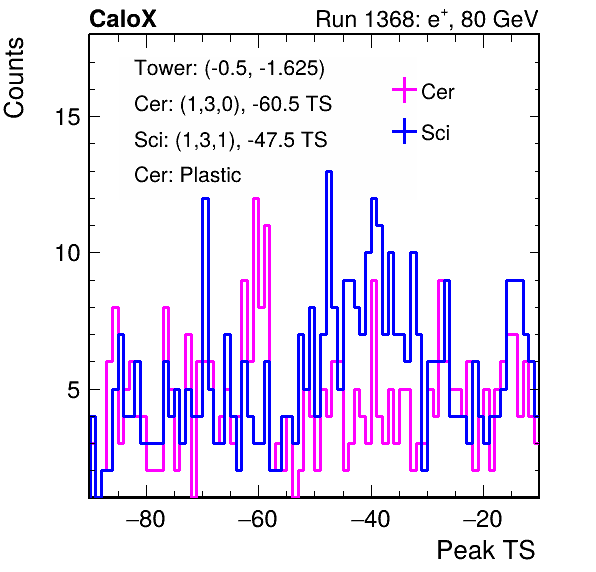 CaloX Run 1368: e⁺, 80 GeV
Counts
Tower: (-0.5, -1.625)
Cer: (1,3,0), -60.5 TS
Sci: (1,3,1), -47.5 TS
Cer: Plastic
Cer
Sci
15
10
5
−80 −60 −40 −20
Peak TS